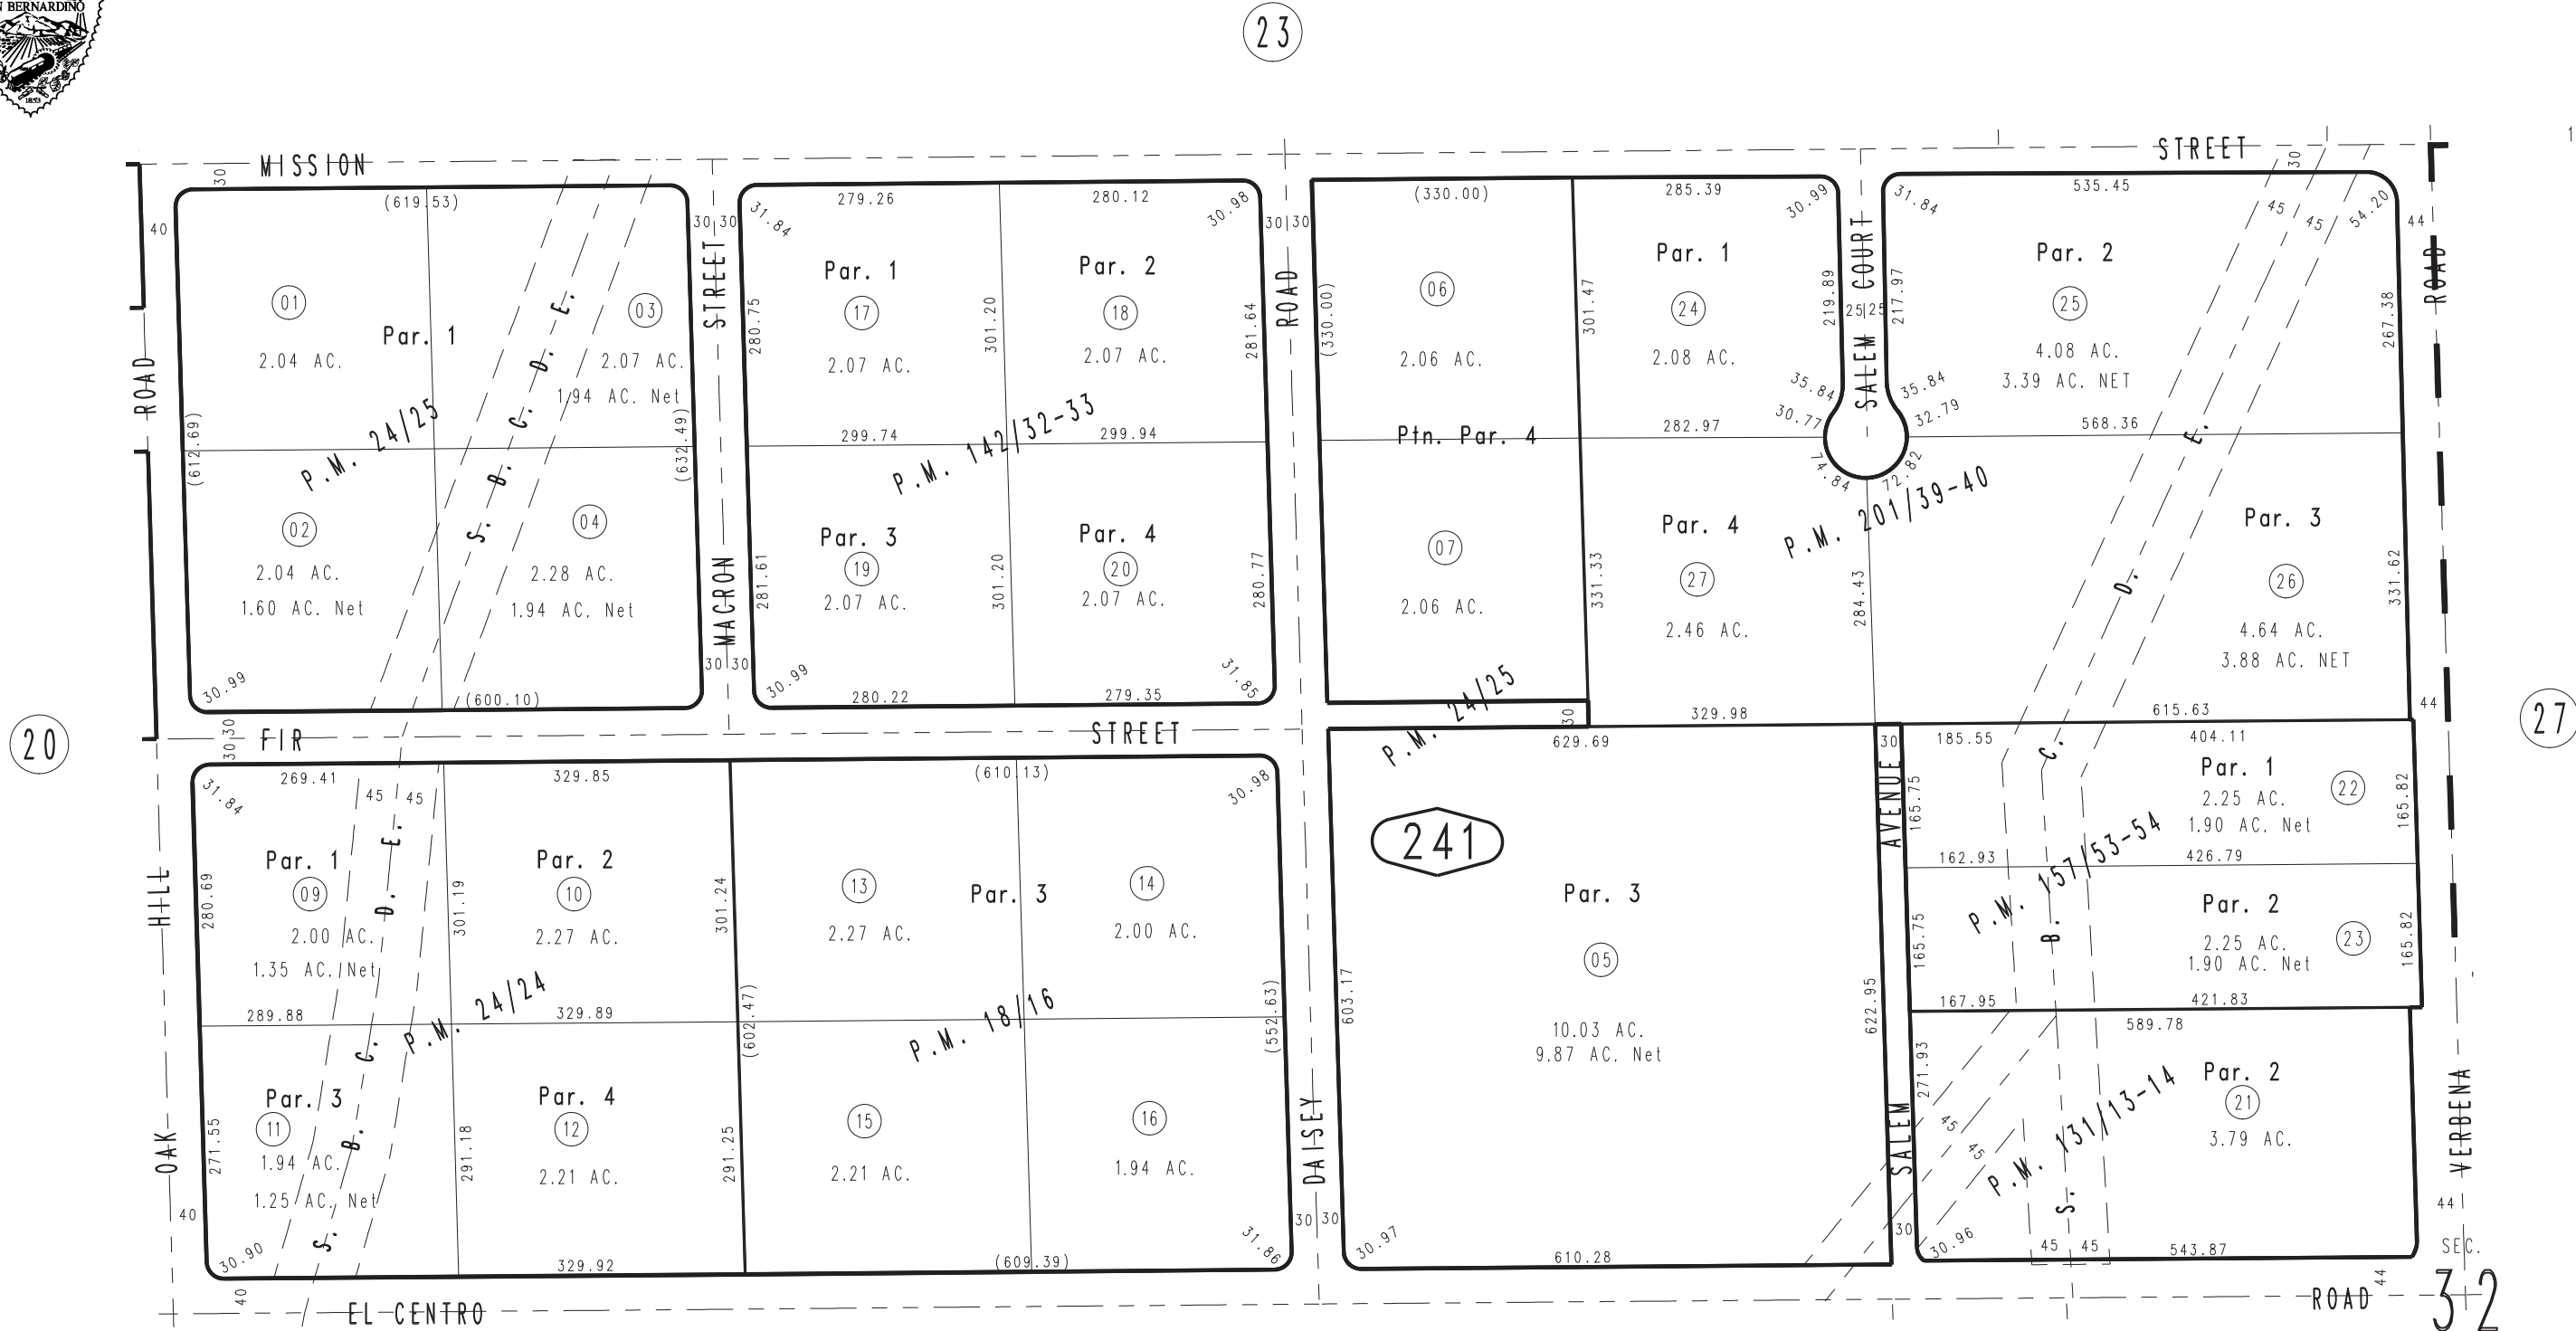 N BERNARDINO
1853
23
1
MISSION
STREET
30
30
40
(619.53)
30 30
31.84
279.26
280.12
30.98
30 30
(330.00)
285.39
30.99
31.84
535.45
45
45
54.20
44
01
2.04 AC.
Par. 1
03
2.07 AC.
1.94 AC. Net
(612.69)
(632.49)
P.M. 24/25
S. B. C. D. E.
02
2.04 AC.
1.60 AC. Net
04
2.28 AC.
1.94 AC. Net
30.99
(600.10)
ROAD
MACRON STREET
30 30
280.75
Par. 1
17
2.07 AC.
301.20
Par. 2
18
2.07 AC.
281.64
299.74
299.94
P.M. 142/32-33
281.61
Par. 3
19
2.07 AC.
301.20
Par. 4
20
2.07 AC.
280.77
30.99
280.22
279.35
31.85
ROAD
(330.00)
06
2.06 AC.
Ptn. Par. 4
07
2.06 AC.
301.47
Par. 1
24
2.08 AC.
219.89
25 25
SALEM COURT
217.97
Par. 2
25
4.08 AC.
3.39 AC. NET
267.38
ROAD
35.84
30.77
35.84
32.79
282.97
568.36
74.84
72.82
P.M. 201/39-40
331.33
Par. 4
27
2.46 AC.
284.43
Par. 3
26
4.64 AC.
3.88 AC. NET
331.62
E.
D.
C.
B.
S.
44
30
329.98
615.63
20
27
30 30
FIR
STREET
P.M. 24/25
31.84
269.41
45
45
329.85
(610.13)
30.98
629.69
30
185.55
404.11
280.69
Par. 1
09
2.00 AC.
1.35 AC. Net
301.19
Par. 2
10
2.27 AC.
301.24
13
2.27 AC.
Par. 3
14
2.00 AC.
289.88
329.89
(602.47)
(552.63)
P.M. 24/24
P.M. 18/16
S. B. C. D. E.
271.55
Par. 3
11
1.94 AC.
1.25 AC. Net
291.18
Par. 4
12
2.21 AC.
291.25
15
2.21 AC.
16
1.94 AC.
30.90
329.92
(609.39)
31.86
OAK HILL
40
40
241
603.17
Par. 3
05
10.03 AC.
9.87 AC. Net
622.95
30.97
610.28
DAISEY
30 30
SALEM AVENUE
30
165.75
Par. 1
22
2.25 AC.
1.90 AC. Net
165.82
162.93
426.79
P.M. 157/53-54
165.75
Par. 2
23
2.25 AC.
1.90 AC. Net
165.82
167.95
421.83
589.78
271.93
Par. 2
21
3.79 AC.
P.M. 131/13-14
45
45
30.96
45
45
543.87
44
44
VERBENA
SEC.
32
EL CENTRO
ROAD